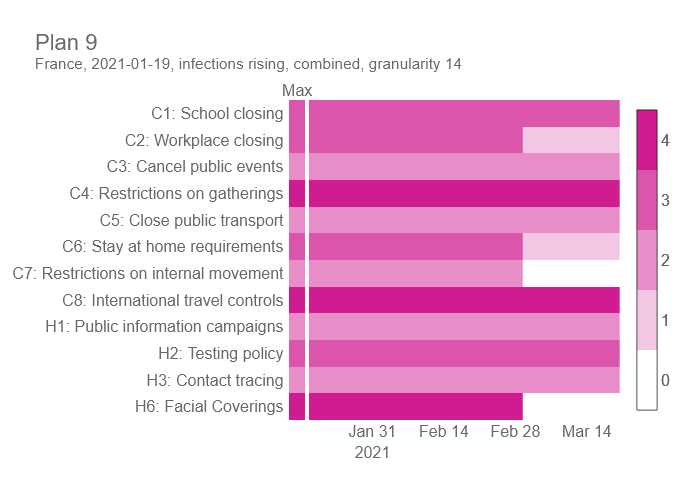 Plan 9
France, 2021-01-19, infections rising, combined, granularity 14
Max
C1: School closing
C2: Workplace closing
C3: Cancel public events
C4: Restrictions on gatherings
C5: Close public transport
C6: Stay at home requirements
C7: Restrictions on internal movement
C8: International travel controls
H1: Public information campaigns
H2: Testing policy
H3: Contact tracing
H6: Facial Coverings
Jan 31 Feb 14 Feb 28 Mar 14
2021
4
3
2
1
0